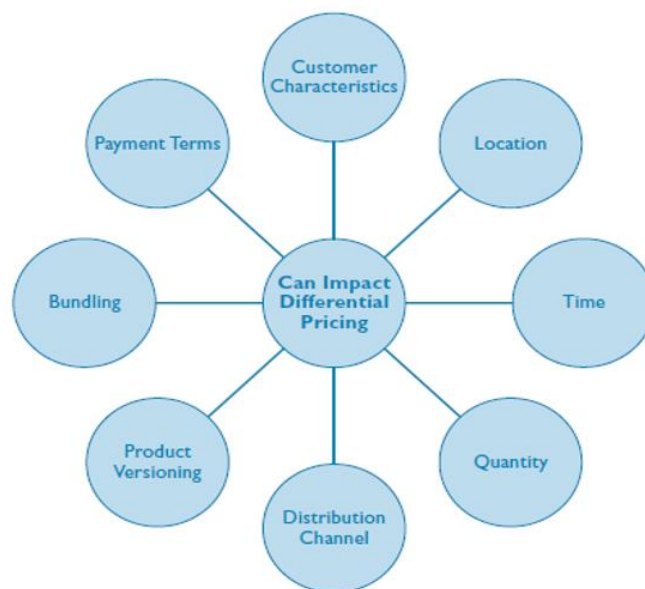 Customer
Characteristics
Payment Terms
Location
Can Impact
Differential
Pricing
Bundling
Time
Product
Versioning
Quantity
Distribution
Channel